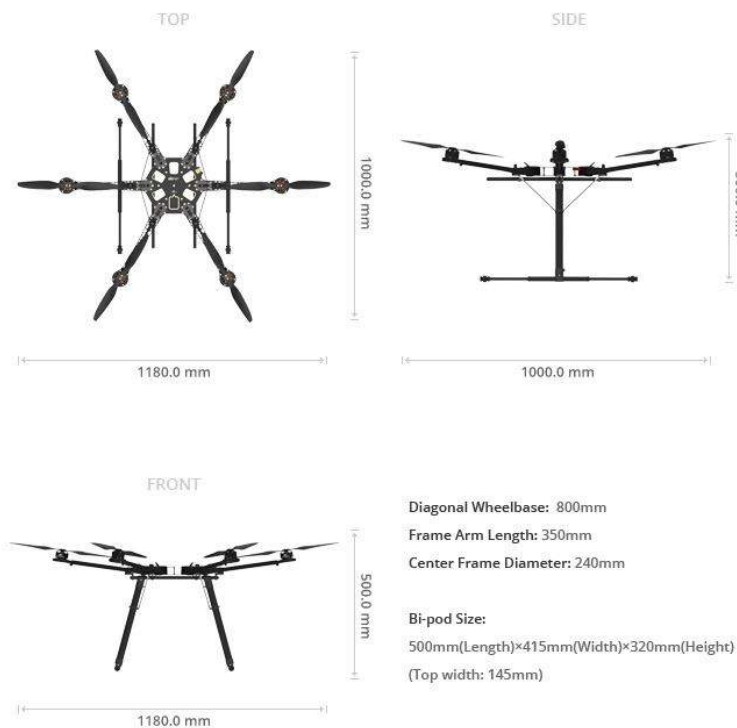 TOP
SIDE
1000.0 mm
1180.0 mm
1000.0 mm
FRONT
500.0 mm
1180.0 mm
Diagonal Wheelbase: 800mm
Frame Arm Length: 350mm
Center Frame Diameter: 240mm
Bi-pod Size:
500mm(Length)×415mm(Width)×320mm(Height)
(Top width: 145mm)